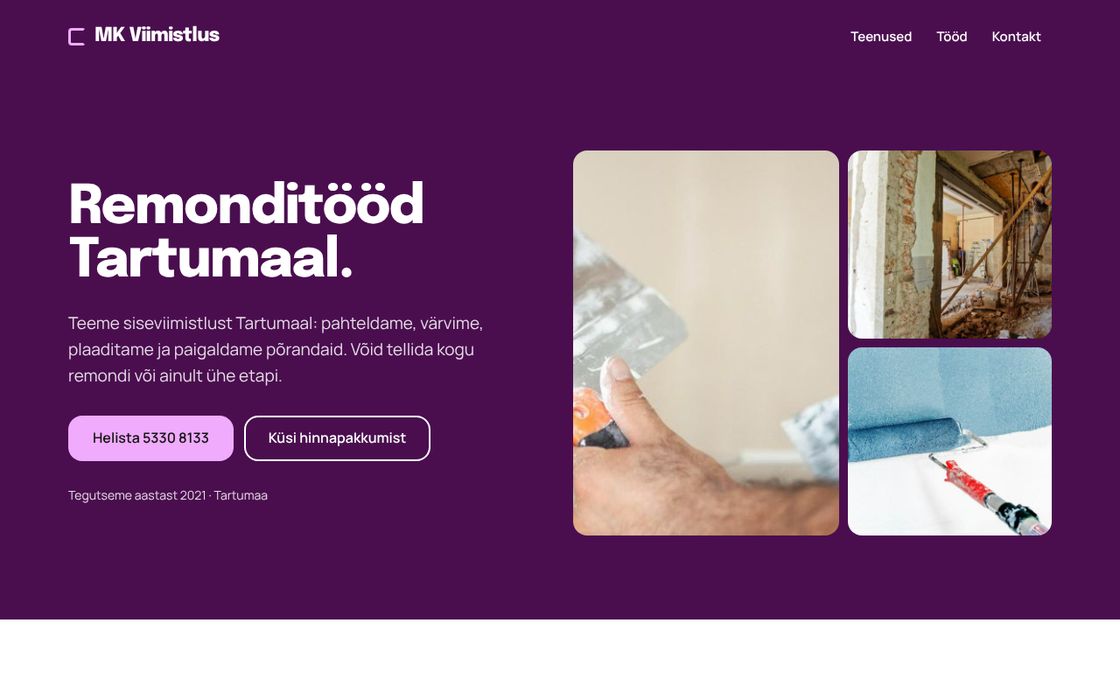 MK Viimistlus
Teenused
Tööd
Kontakt
Remonditööd
Tartumaal.
Teeme siseviimistlust Tartumaal: pahteldame, värvime,
plaaditame ja paigaldame põrandaid. Võid tellida kogu
remondi või ainult ühe etapi.
Helista 5330 8133
Küsi hinnapakkumist
Tegutseme aastast 2021 · Tartumaa